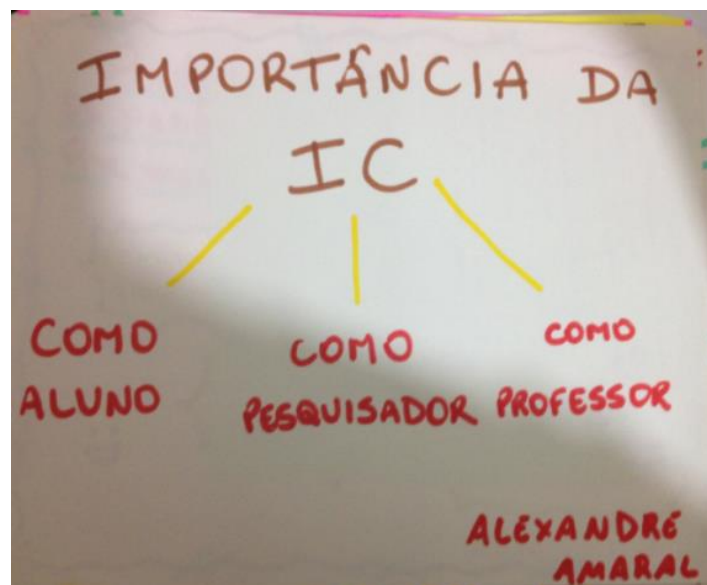 IMPORTÂNCIA DA
IC
COMO
ALUNO
COMO
PESQUISADOR
COMO
PROFESSOR
ALEXANDRE
AMARAL